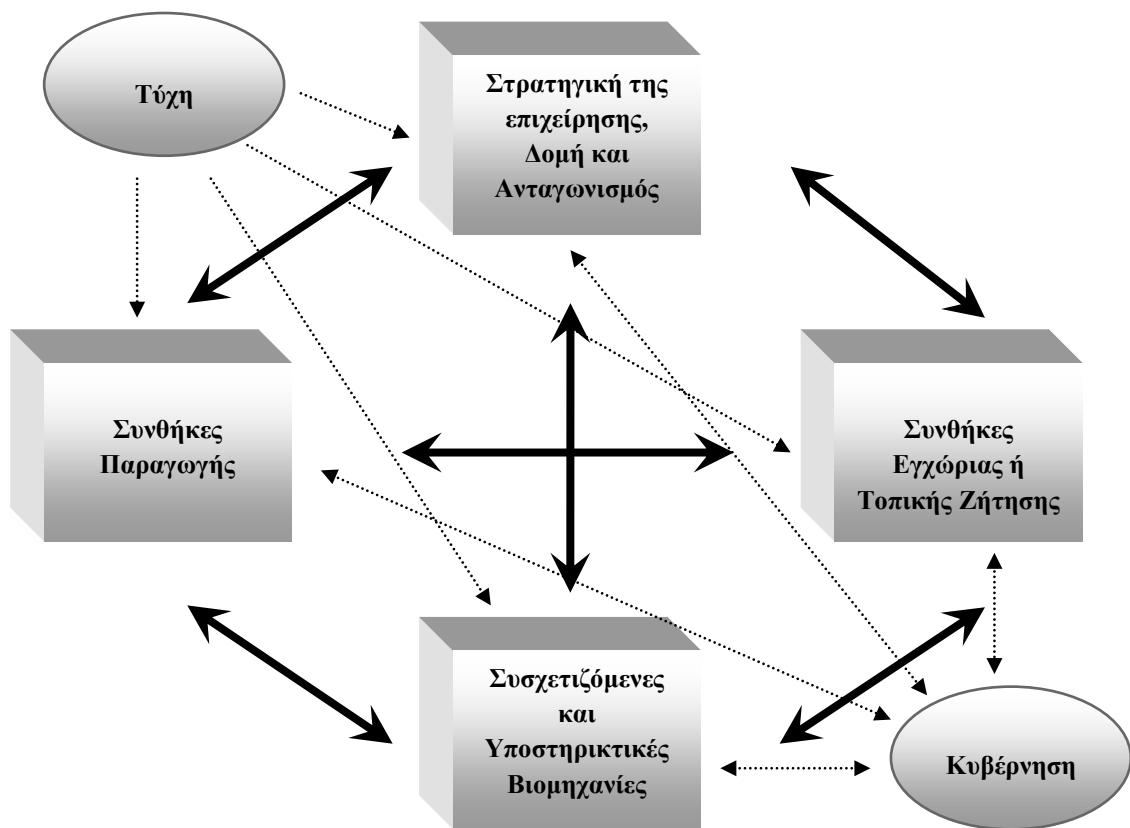 Τύχη
Στρατηγική της
επιχείρησης,
Δομή και
Ανταγωνισμός
Συνθήκες
Παραγωγής
Συνθήκες
Εγχώριας ή
Τοπικής Ζήτησης
Συσχετιζόμενες
και
Υποστηρικτικές
Βιομηχανίες
Κυβέρνηση